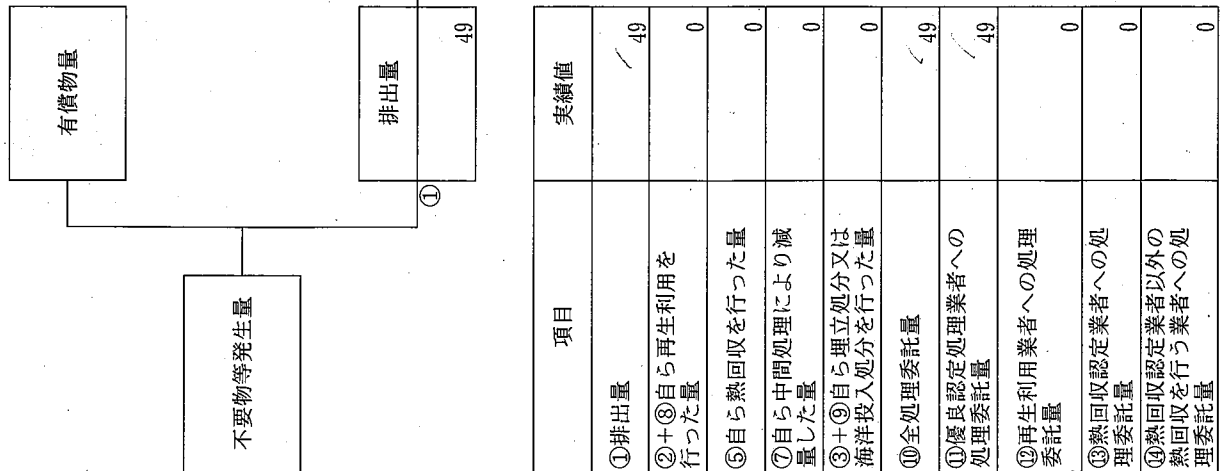 有償物量
不要物等発生量
①
排出量
49
項目
実績値
①排出量
49
②+⑧自ら再生利用を
行った量
0
⑤自ら熱回収を行った量
0
⑦自ら中間処理により減
量した量
0
③+⑨自ら埋立処分又は
海洋投入処分を行った量
0
⑩全処理委託量
49
⑪優良認定処理業者への
処理委託量
49
⑫再生利用業者への処理
委託量
0
⑬熱回収認定業者への処
理委託量
0
⑭熱回収認定業者以外の
熱回収を行う業者への処
理委託量
0